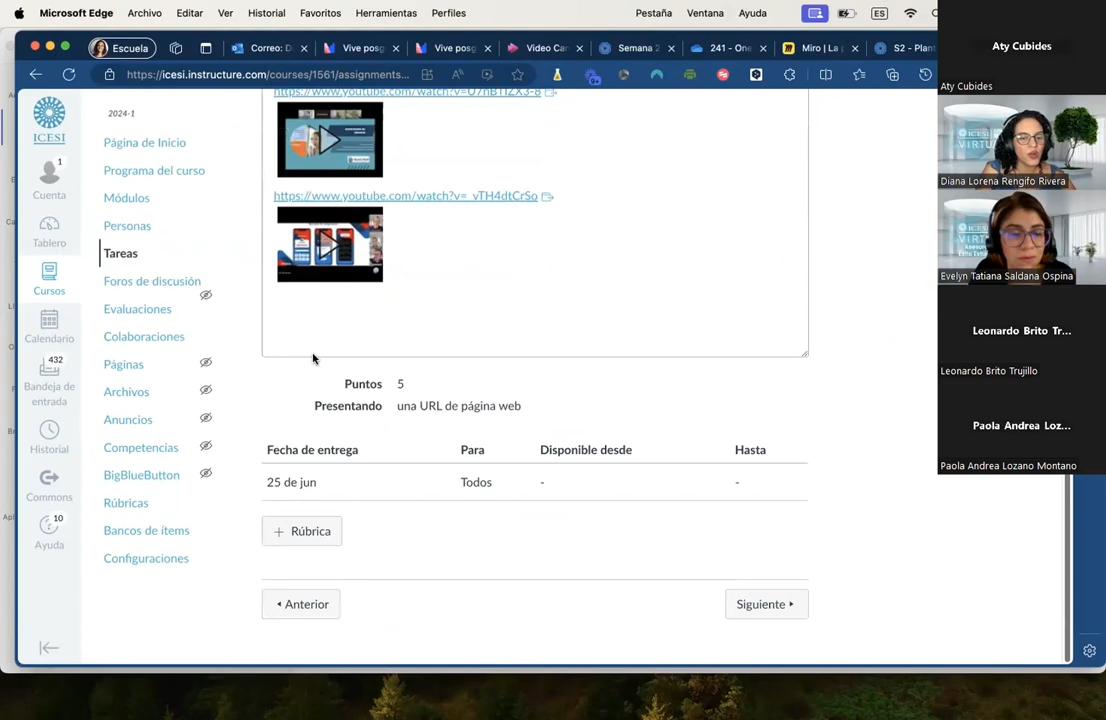 Microsoft Edge Archivo Editar Ver Historial Favoritos Herramientas Perfiles Pestaña Ventana Ayuda ES
Escuela Correo: D Vive posg Vive posg Video Can Semana 2 241 - One Miro | La S2 - Plant
https://icesi.instructure.com/courses/1561/assignments...
ICESI
1
Cuenta
Tablero
Cursos
Calendario
432
Bandeja de
entrada
Historial
Commons
10
Ayuda
2024-1
Página de Inicio
Programa del curso
Módulos
Personas
Tareas
Foros de discusión
Evaluaciones
Colaboraciones
Páginas
Archivos
Anuncios
Competencias
BigBlueButton
Rúbricas
Bancos de ítems
Configuraciones
https://www.youtube.com/watch?v=_vTH4dtCrSo
Puntos 5
Presentando una URL de página web
Fecha de entrega Para Disponible desde Hasta
25 de jun Todos - -
+ Rúbrica
Anterior
Siguiente
Aty Cubides
Aty Cubides
Diana Lorena Rengifo Rivera
Evelyn Tatiana Saldana Ospina
Leonardo Brito Tr...
Leonardo Brito Trujillo
Paola Andrea Loz...
Paola Andrea Lozano Montano